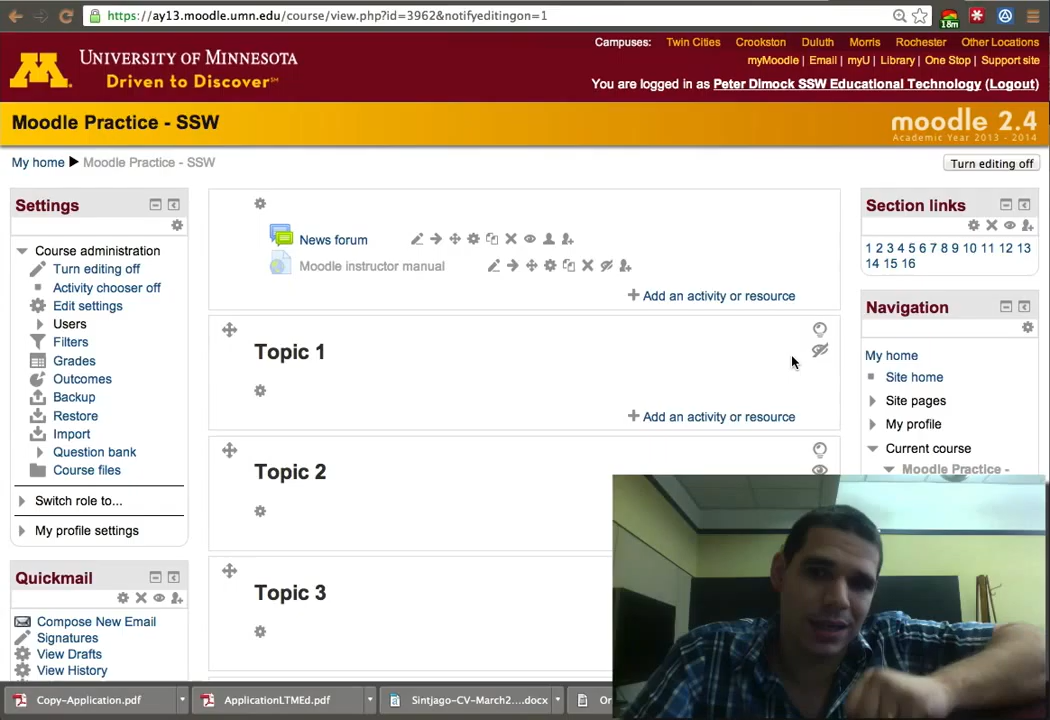 https://ay13.moodle.umn.edu/course/view.php?id=3962&notifyeditingon=1
18m
UNIVERSITY OF MINNESOTA
Driven to Discover℠
Campuses: Twin Cities Crookston Duluth Morris Rochester Other Locations
myMoodle | Email | myU | Library | One Stop | Support site
You are logged in as Peter Dimock SSW Educational Technology (Logout)
Moodle Practice - SSW
moodle 2.4
Academic Year 2013 - 2014
My home ▶ Moodle Practice - SSW
Turn editing off
Settings
Course administration
Turn editing off
Activity chooser off
Edit settings
Users
Filters
Grades
Outcomes
Backup
Restore
Import
Question bank
Course files
Switch role to...
My profile settings
Quickmail
Compose New Email
Signatures
View Drafts
View History
News forum
Moodle instructor manual
Add an activity or resource
Topic 1
Add an activity or resource
Topic 2
Topic 3
Section links
1 2 3 4 5 6 7 8 9 10 11 12 13
14 15 16
Navigation
My home
Site home
Site pages
My profile
Current course
Moodle Practice -
Copy-Application.pdf
ApplicationLTMEd.pdf
Sintjago-CV-March2....docx
Or